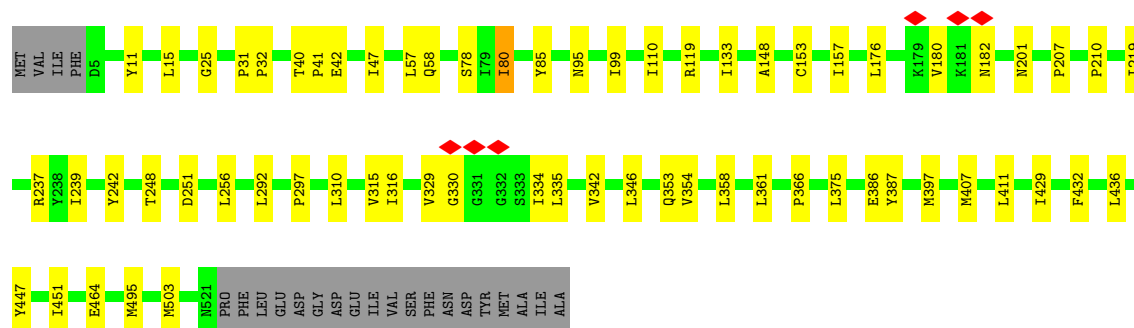 MET VAL ILE PHE D5 Y11 L15 G25 P31 P32 T40 P41 E42 I47 L57 Q58 S78 I79 I80 Y85 N95 I99 I110 R119 I133 A148 C153 I157 L176 K179 V180 K181 N182 N201 P207 P210
R237 Y238 I239 Y242 T248 D251 L256 L292 P297 L310 V315 I316 V329 G330 G331 G332 S333 I334 L335 V342 L346 Q353 V354 L358 L361 P366 L375 E386 Y387 M397 M407 L411 I429 F432 L436
Y447 I451 E464 M495 M503 N521 PRO PHE LEU GLU ASP GLY ASP GLU ILE VAL SER PHE ASN ASP TYR MET ALA ILE ALA